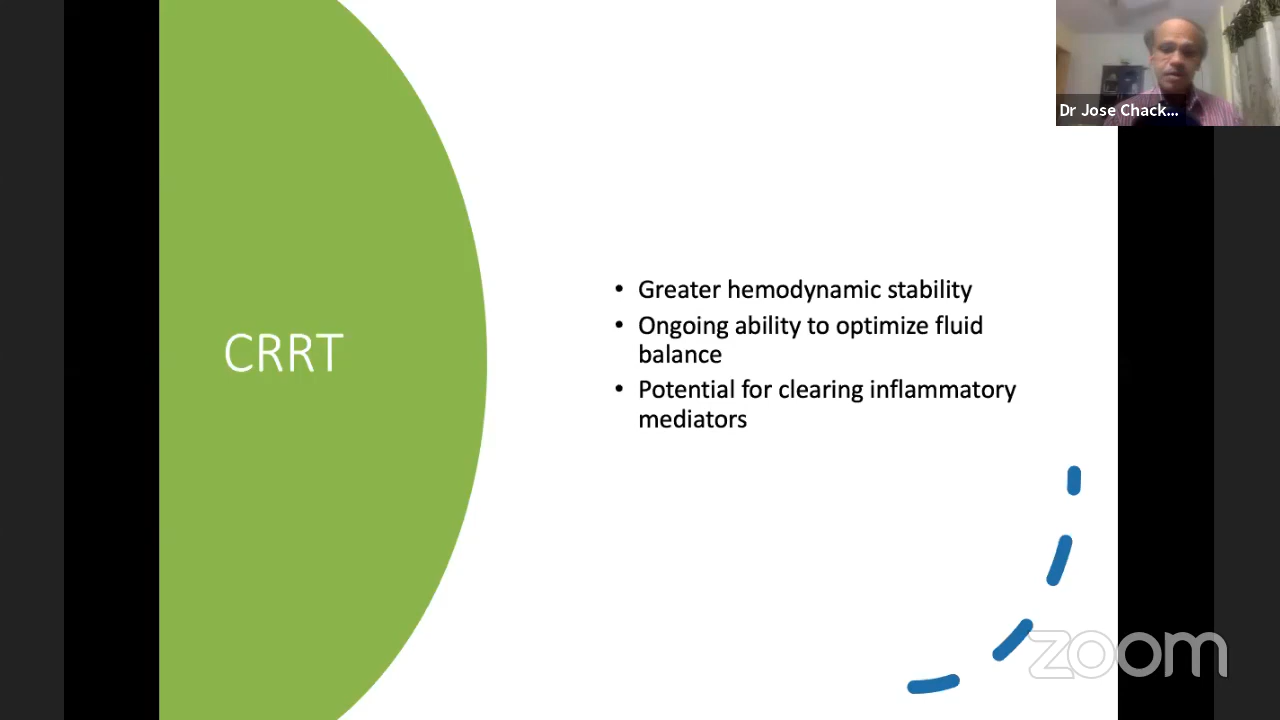 Dr Jose Chack...
CRRT
• Greater hemodynamic stability
• Ongoing ability to optimize fluid
balance
• Potential for clearing inflammatory
mediators
zoom